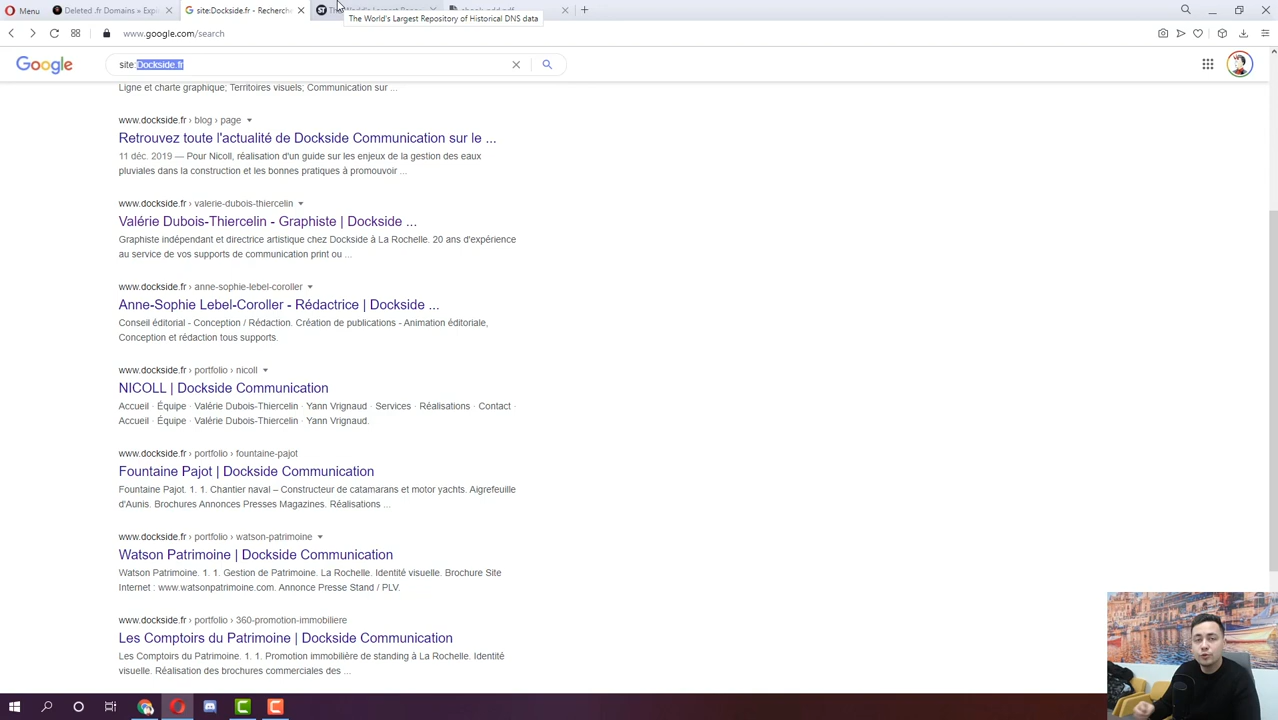 Menu
Deleted .fr Domains » Expi
site:Dockside.fr - Recherche
The World's Largest Repos
ebook-add.pdf
The World's Largest Repository of Historical DNS data
www.google.com/search
Google
site:Dockside.fr
Ligne et charte graphique; Territoires visuels; Communication sur ...
www.dockside.fr › blog › page
Retrouvez toute l'actualité de Dockside Communication sur le ...
11 déc. 2019 — Pour Nicoll, réalisation d'un guide sur les enjeux de la gestion des eaux
pluviales dans la construction et les bonnes pratiques à promouvoir ...
www.dockside.fr › valerie-dubois-thiercelin
Valérie Dubois-Thiercelin - Graphiste | Dockside ...
Graphiste indépendant et directrice artistique chez Dockside à La Rochelle. 20 ans d'expérience
au service de vos supports de communication print ou ...
www.dockside.fr › anne-sophie-lebel-coroller
Anne-Sophie Lebel-Coroller - Rédactrice | Dockside ...
Conseil éditorial - Conception / Rédaction. Création de publications - Animation éditoriale,
Conception et rédaction tous supports.
www.dockside.fr › portfolio › nicoll
NICOLL | Dockside Communication
Accueil · Équipe · Valérie Dubois-Thiercelin · Yann Vrignaud · Services · Réalisations · Contact ·
Accueil · Équipe · Valérie Dubois-Thiercelin · Yann Vrignaud.
www.dockside.fr › portfolio › fountaine-pajot
Fountaine Pajot | Dockside Communication
Fountaine Pajot. 1. 1. Chantier naval – Constructeur de catamarans et motor yachts. Aigrefeuille
d'Aunis. Brochures Annonces Presses Magazines. Réalisations ...
www.dockside.fr › portfolio › watson-patrimoine
Watson Patrimoine | Dockside Communication
Watson Patrimoine. 1. 1. Gestion de Patrimoine. La Rochelle. Identité visuelle. Brochure Site
Internet : www.watsonpatrimoine.com. Annonce Presse Stand / PLV.
www.dockside.fr › portfolio › 360-promotion-immobiliere
Les Comptoirs du Patrimoine | Dockside Communication
Les Comptoirs du Patrimoine. 1. 1. Promotion immobilière de standing à La Rochelle. Identité
visuelle. Réalisation des brochures commerciales des ...